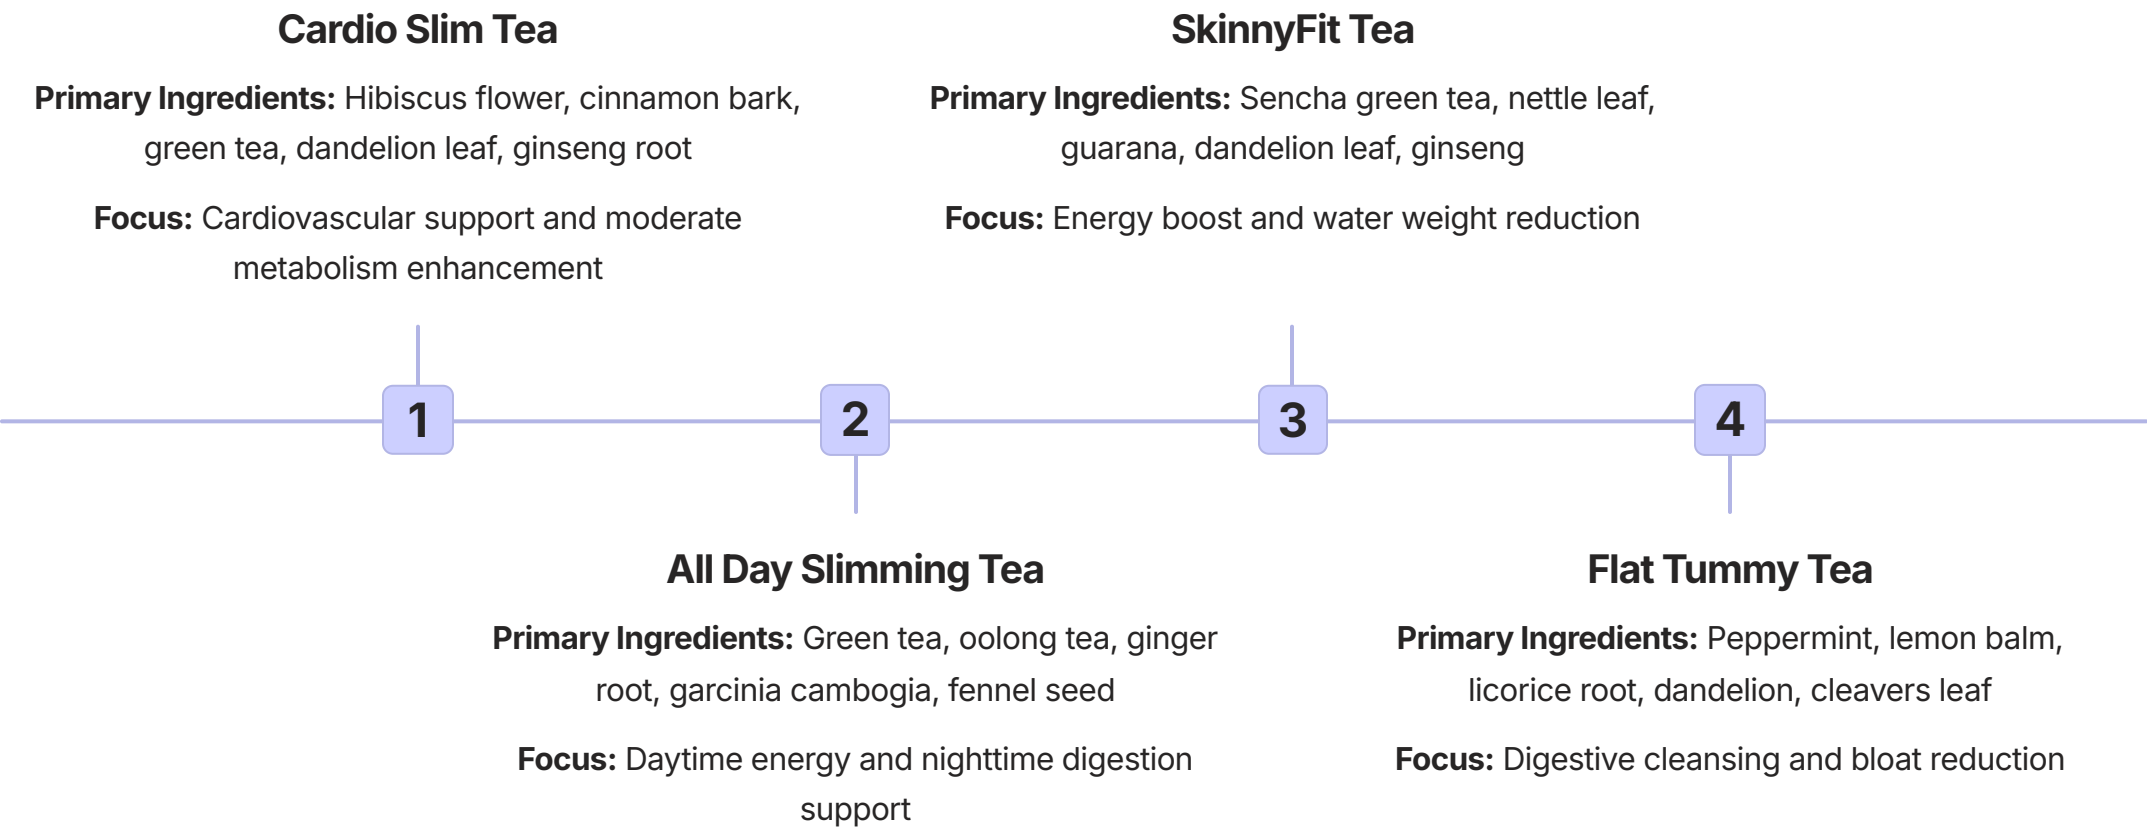 Cardio Slim Tea
Primary Ingredients: Hibiscus flower, cinnamon bark,
green tea, dandelion leaf, ginseng root
Focus: Cardiovascular support and moderate
metabolism enhancement
SkinnyFit Tea
Primary Ingredients: Sencha green tea, nettle leaf,
guarana, dandelion leaf, ginseng
Focus: Energy boost and water weight reduction
1
2
3
4
All Day Slimming Tea
Primary Ingredients: Green tea, oolong tea, ginger
root, garcinia cambogia, fennel seed
Focus: Daytime energy and nighttime digestion
support
Flat Tummy Tea
Primary Ingredients: Peppermint, lemon balm,
licorice root, dandelion, cleavers leaf
Focus: Digestive cleansing and bloat reduction